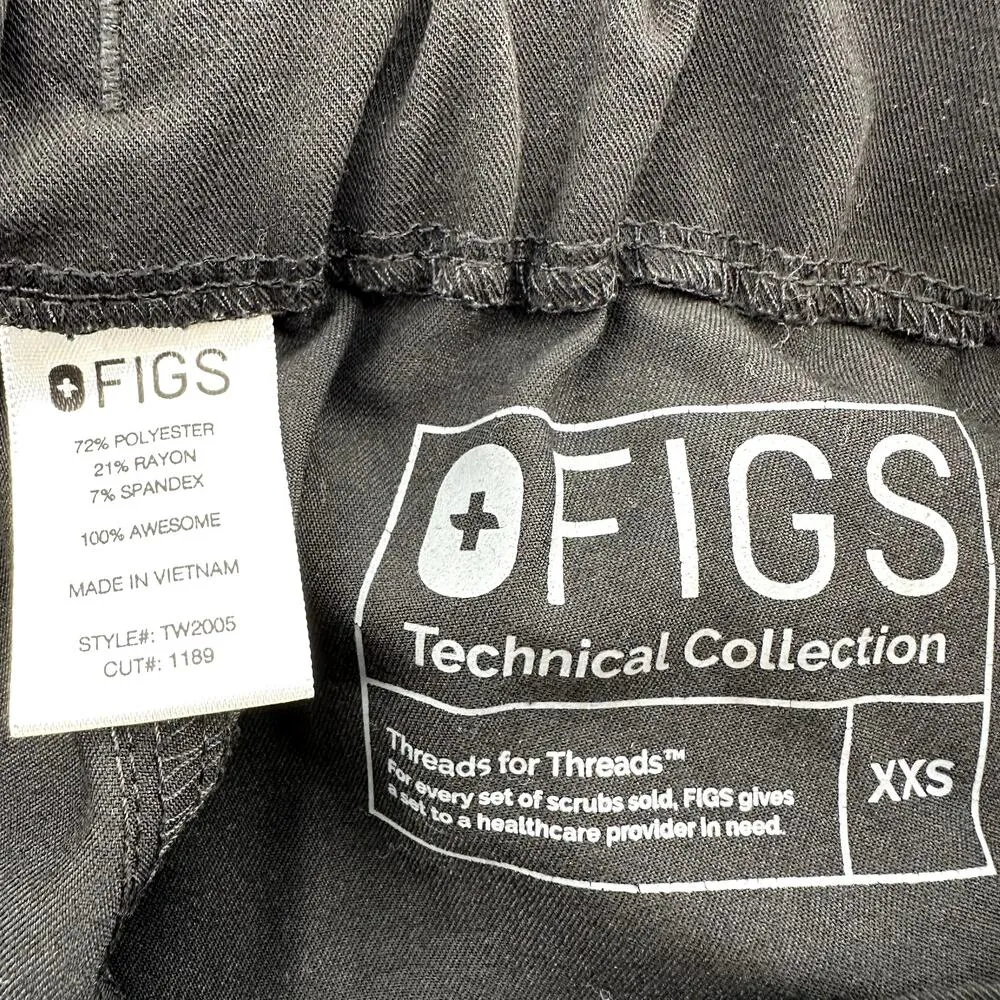 FIGS
72% POLYESTER
21% RAYON
7% SPANDEX
100% AWESOME
MADE IN VIETNAM
STYLE#: TW2005
CUT#: 1189
FIGS
Technical Collection
Threads for Threads™
For every set of scrubs sold, FIGS gives
a set to a healthcare provider in need.
XXS